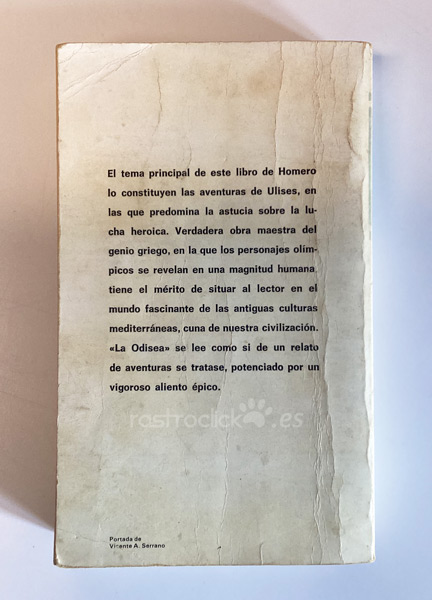 El tema principal de este libro de Homero
lo constituyen las aventuras de Ulises, en
las que predomina la astucia sobre la lu-
cha heroica. Verdadera obra maestra del
genio griego, en la que los personajes olím-
picos se revelan en una magnitud humana,
tiene el mérito de situar al lector en el
mundo fascinante de las antiguas culturas
mediterráneas, cuna de nuestra civilización.
«La Odisea» se lee como si de un relato
de aventuras se tratase, potenciado por un
vigoroso aliento épico.
rastroclick.es
Portada de
Vicente A. Serrano